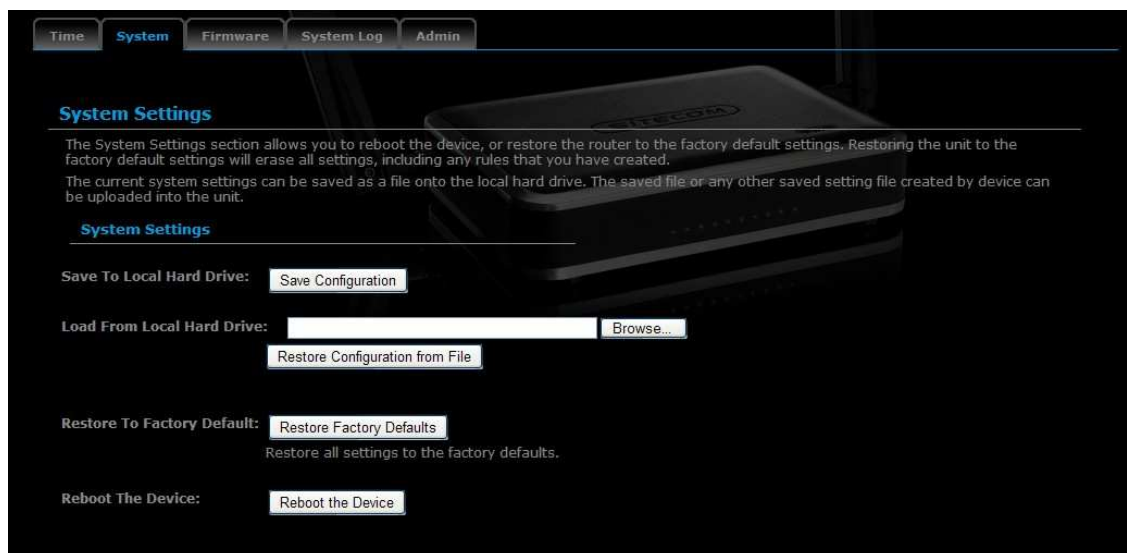 Time System Firmware System Log Admin
SITECOM
System Settings
The System Settings section allows you to reboot the device, or restore the router to the factory default settings. Restoring the unit to the
factory default settings will erase all settings, including any rules that you have created.
The current system settings can be saved as a file onto the local hard drive. The saved file or any other saved setting file created by device can
be uploaded into the unit.
System Settings
Save To Local Hard Drive: Save Configuration
Load From Local Hard Drive: Browse...
Restore Configuration from File
Restore To Factory Default: Restore Factory Defaults
Restore all settings to the factory defaults.
Reboot The Device: Reboot the Device